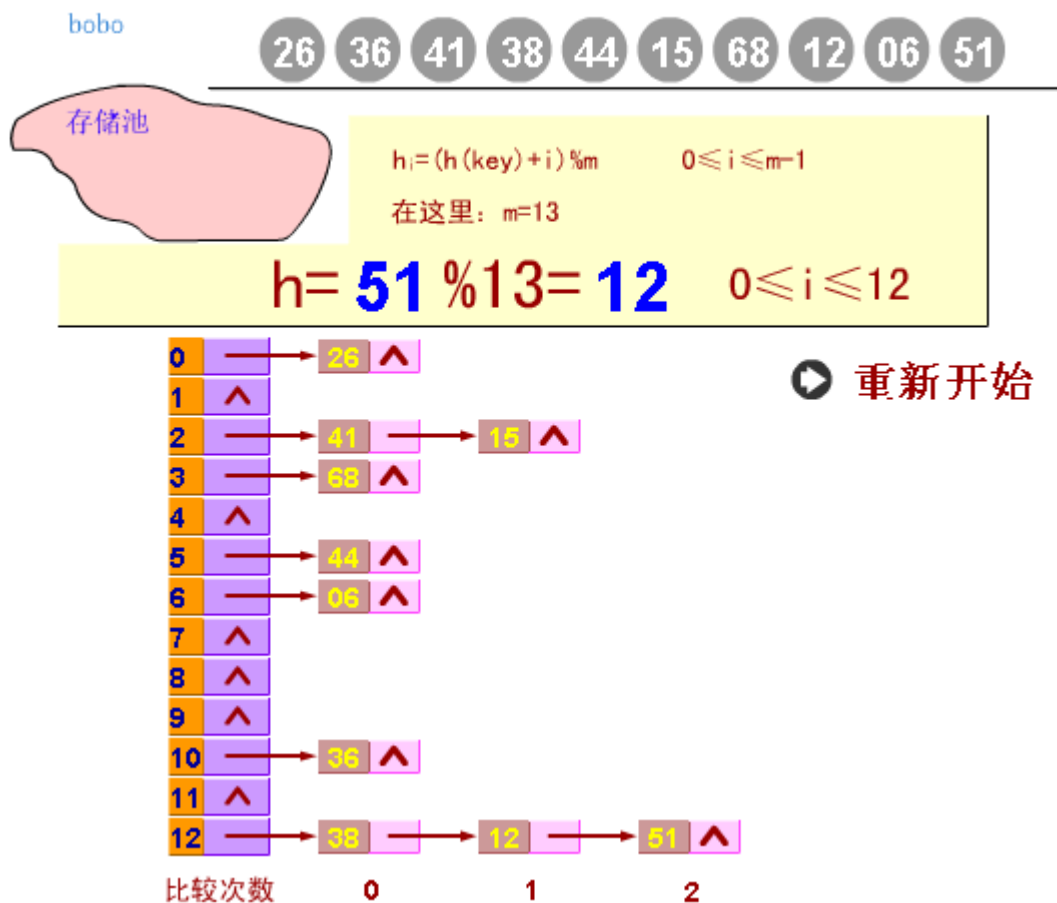 bobo
26 36 41 38 44 15 68 12 06 51
存储池
hi=(h(key)+i)%m 0≤i≤m-1
在这里: m=13
h= 51 %13= 12 0≤i≤12
0 26 ^
重新开始
1 ^
2 41 15 ^
3 68 ^
4 ^
5 44 ^
6 06 ^
7 ^
8 ^
9 ^
10 36 ^
11 ^
12 38 12 51 ^
比较次数 0 1 2